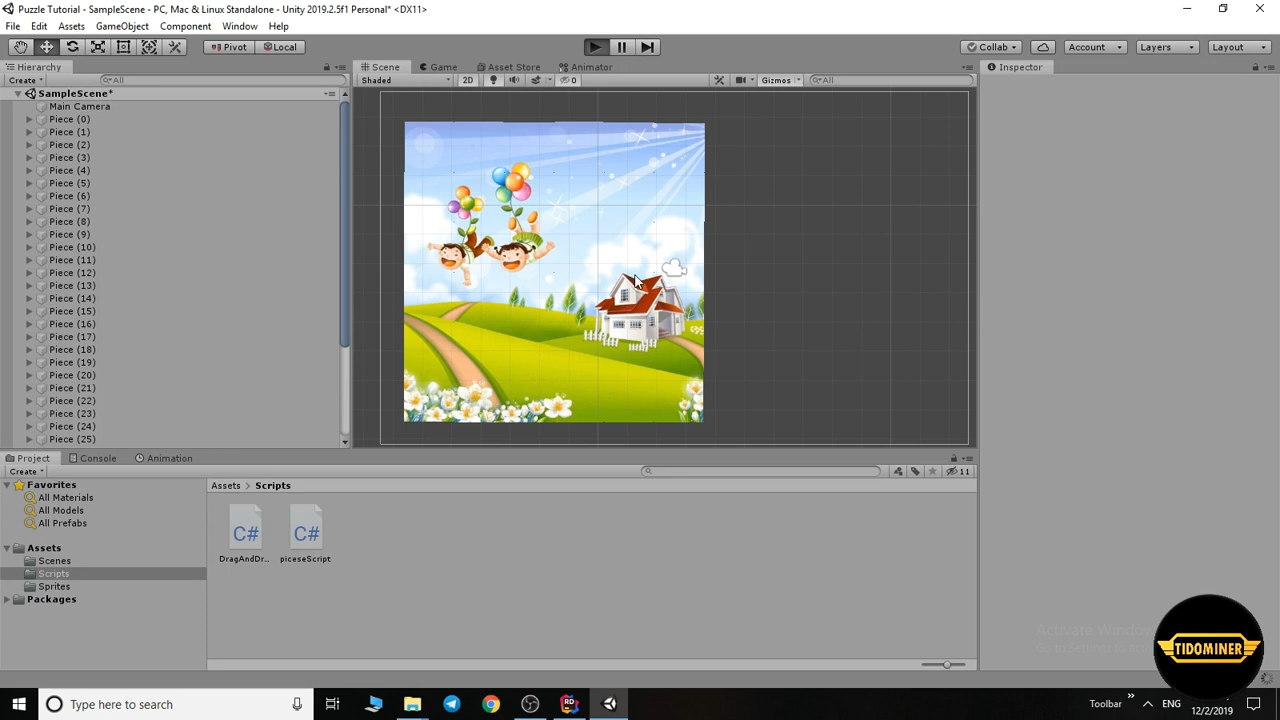 Puzzle Tutorial - SampleScene - PC, Mac & Linux Standalone - Unity 2019.2.5f1 Personal* <DX11>
File Edit Assets GameObject Component Window Help
Pivot Local Collab Account Layers Layout
Hierarchy Scene Game Asset Store Animator Inspector
Create All Shaded 2D 0 Gizmos All
SampleScene*
Main Camera
Piece (0)
Piece (1)
Piece (2)
Piece (3)
Piece (4)
Piece (5)
Piece (6)
Piece (7)
Piece (8)
Piece (9)
Piece (10)
Piece (11)
Piece (12)
Piece (13)
Piece (14)
Piece (15)
Piece (16)
Piece (17)
Piece (18)
Piece (19)
Piece (20)
Piece (21)
Piece (22)
Piece (23)
Piece (24)
Piece (25)
Project Console Animation
Create 11
Favorites
All Materials
All Models
All Prefabs
Assets
Scenes
Scripts
Sprites
Packages
Assets > Scripts
C# C#
DragAndDr... piceseScript
Activate Windows
TIDOMINER
Type here to search
RD
Toolbar ENG 12/2/2019